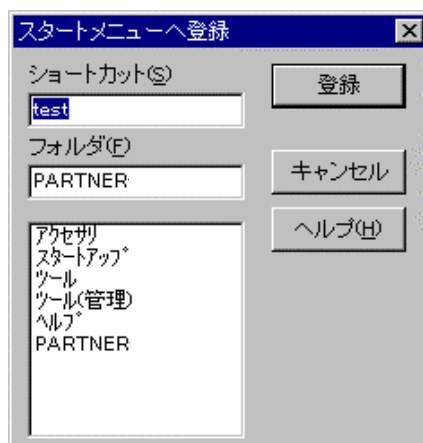 スタートメニューへ登録
ショートカット(S)
test
登録
フォルダ(F)
PARTNER
キャンセル
ヘルプ(H)
アクセサリ
スタートアップ
ツール
ツール(管理)
ヘルプ
PARTNER